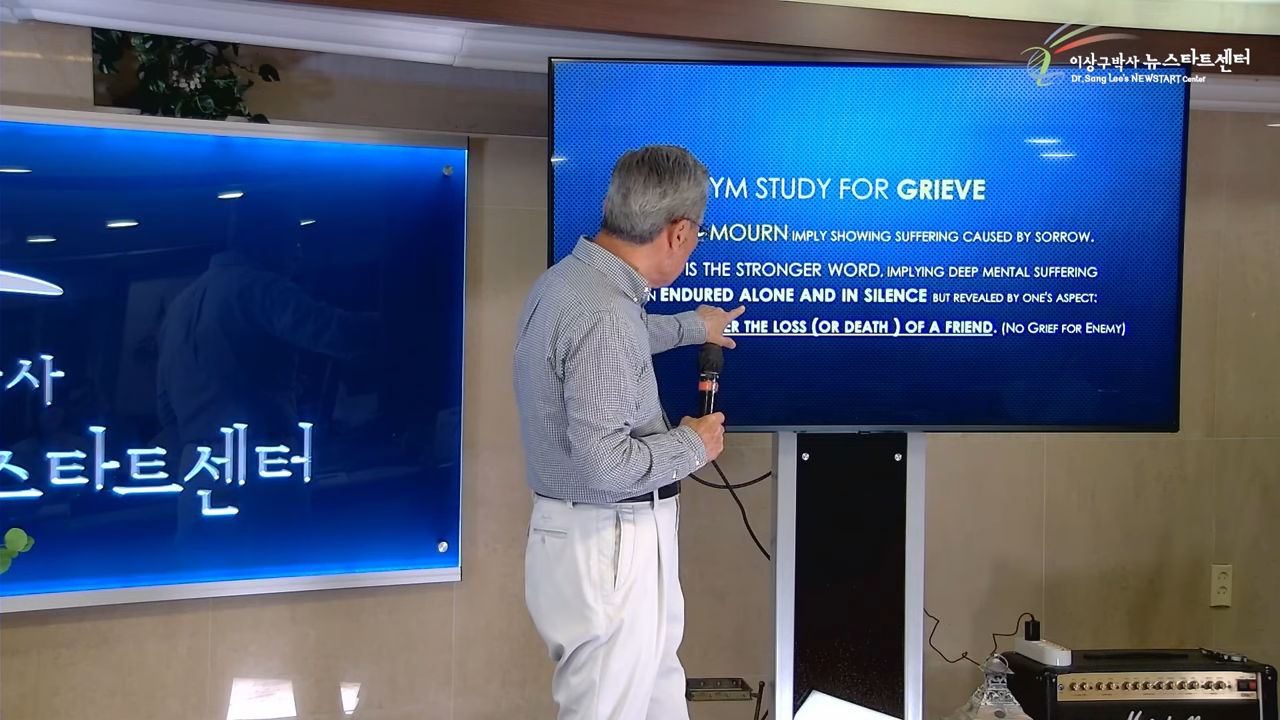 이상구박사 뉴스타트센터
Dr. Sang Lee's NEWSTART Center
YM STUDY FOR GRIEVE
MOURN IMPLY SHOWING SUFFERING CAUSED BY SORROW.
IS THE STRONGER WORD, IMPLYING DEEP MENTAL SUFFERING
N ENDURED ALONE AND IN SILENCE BUT REVEALED BY ONE'S ASPECT:
ER THE LOSS (OR DEATH ) OF A FRIEND. (NO GRIEF FOR ENEMY)
사
스타트센터